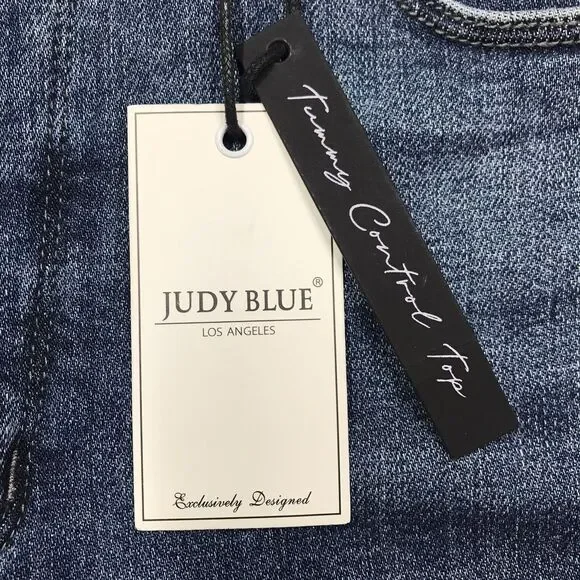 JUDY BLUE®
LOS ANGELES
Exclusively Designed
Tummy Control Top